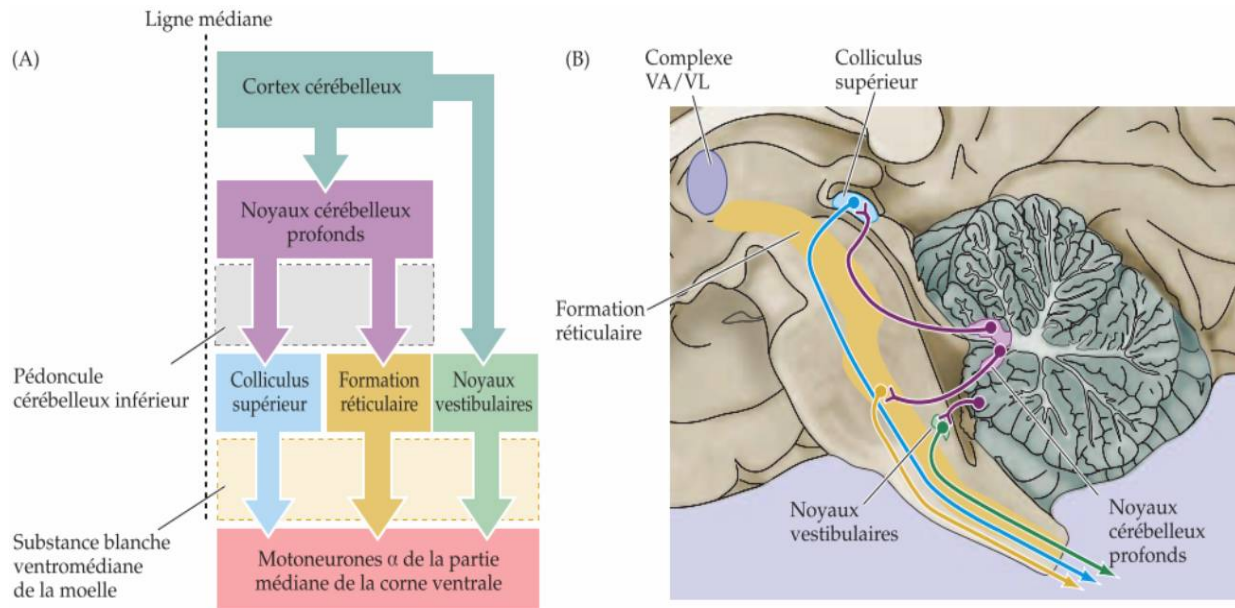 Ligne médiane
(A)
Cortex cérébelleux
Noyaux cérébelleux
profonds
Pédoncule
cérébelleux inférieur
Colliculus
supérieur
Formation
réticulaire
Noyaux
vestibulaires
Substance blanche
ventromédiane
de la moelle
Motoneurones α de la partie
médiane de la corne ventrale
(B)
Complexe
VA/VL
Colliculus
supérieur
Formation
réticulaire
Noyaux
vestibulaires
Noyaux
cérébelleux
profonds